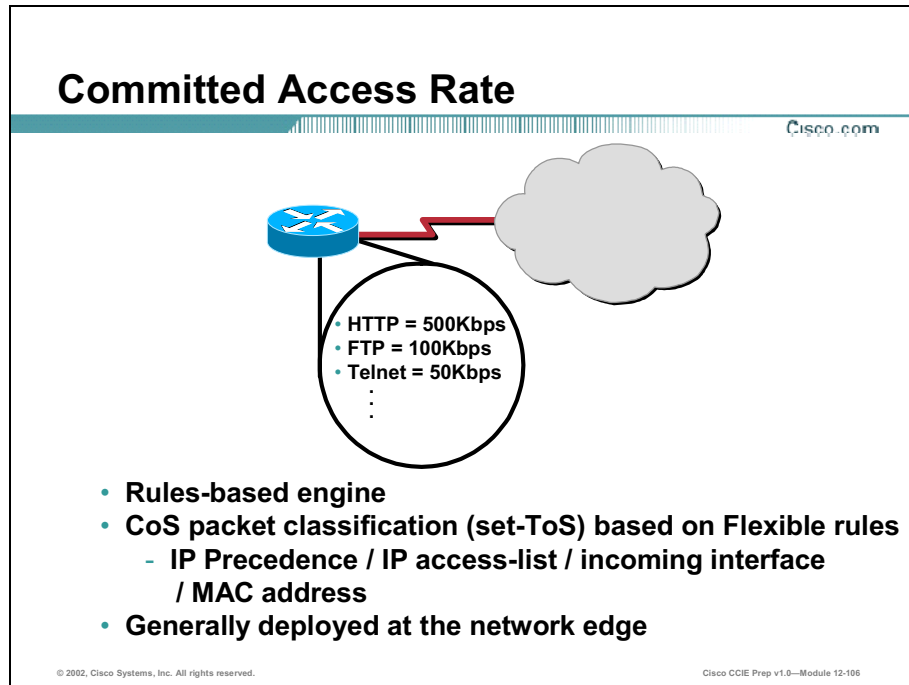 Committed Access Rate
Cisco.com
• HTTP = 500Kbps
• FTP = 100Kbps
• Telnet = 50Kbps
.
.
.
• Rules-based engine
• CoS packet classification (set-ToS) based on Flexible rules
- IP Precedence / IP access-list / incoming interface
/ MAC address
• Generally deployed at the network edge
© 2002, Cisco Systems, Inc. All rights reserved.
Cisco CCIE Prep v1.0—Module 12-106